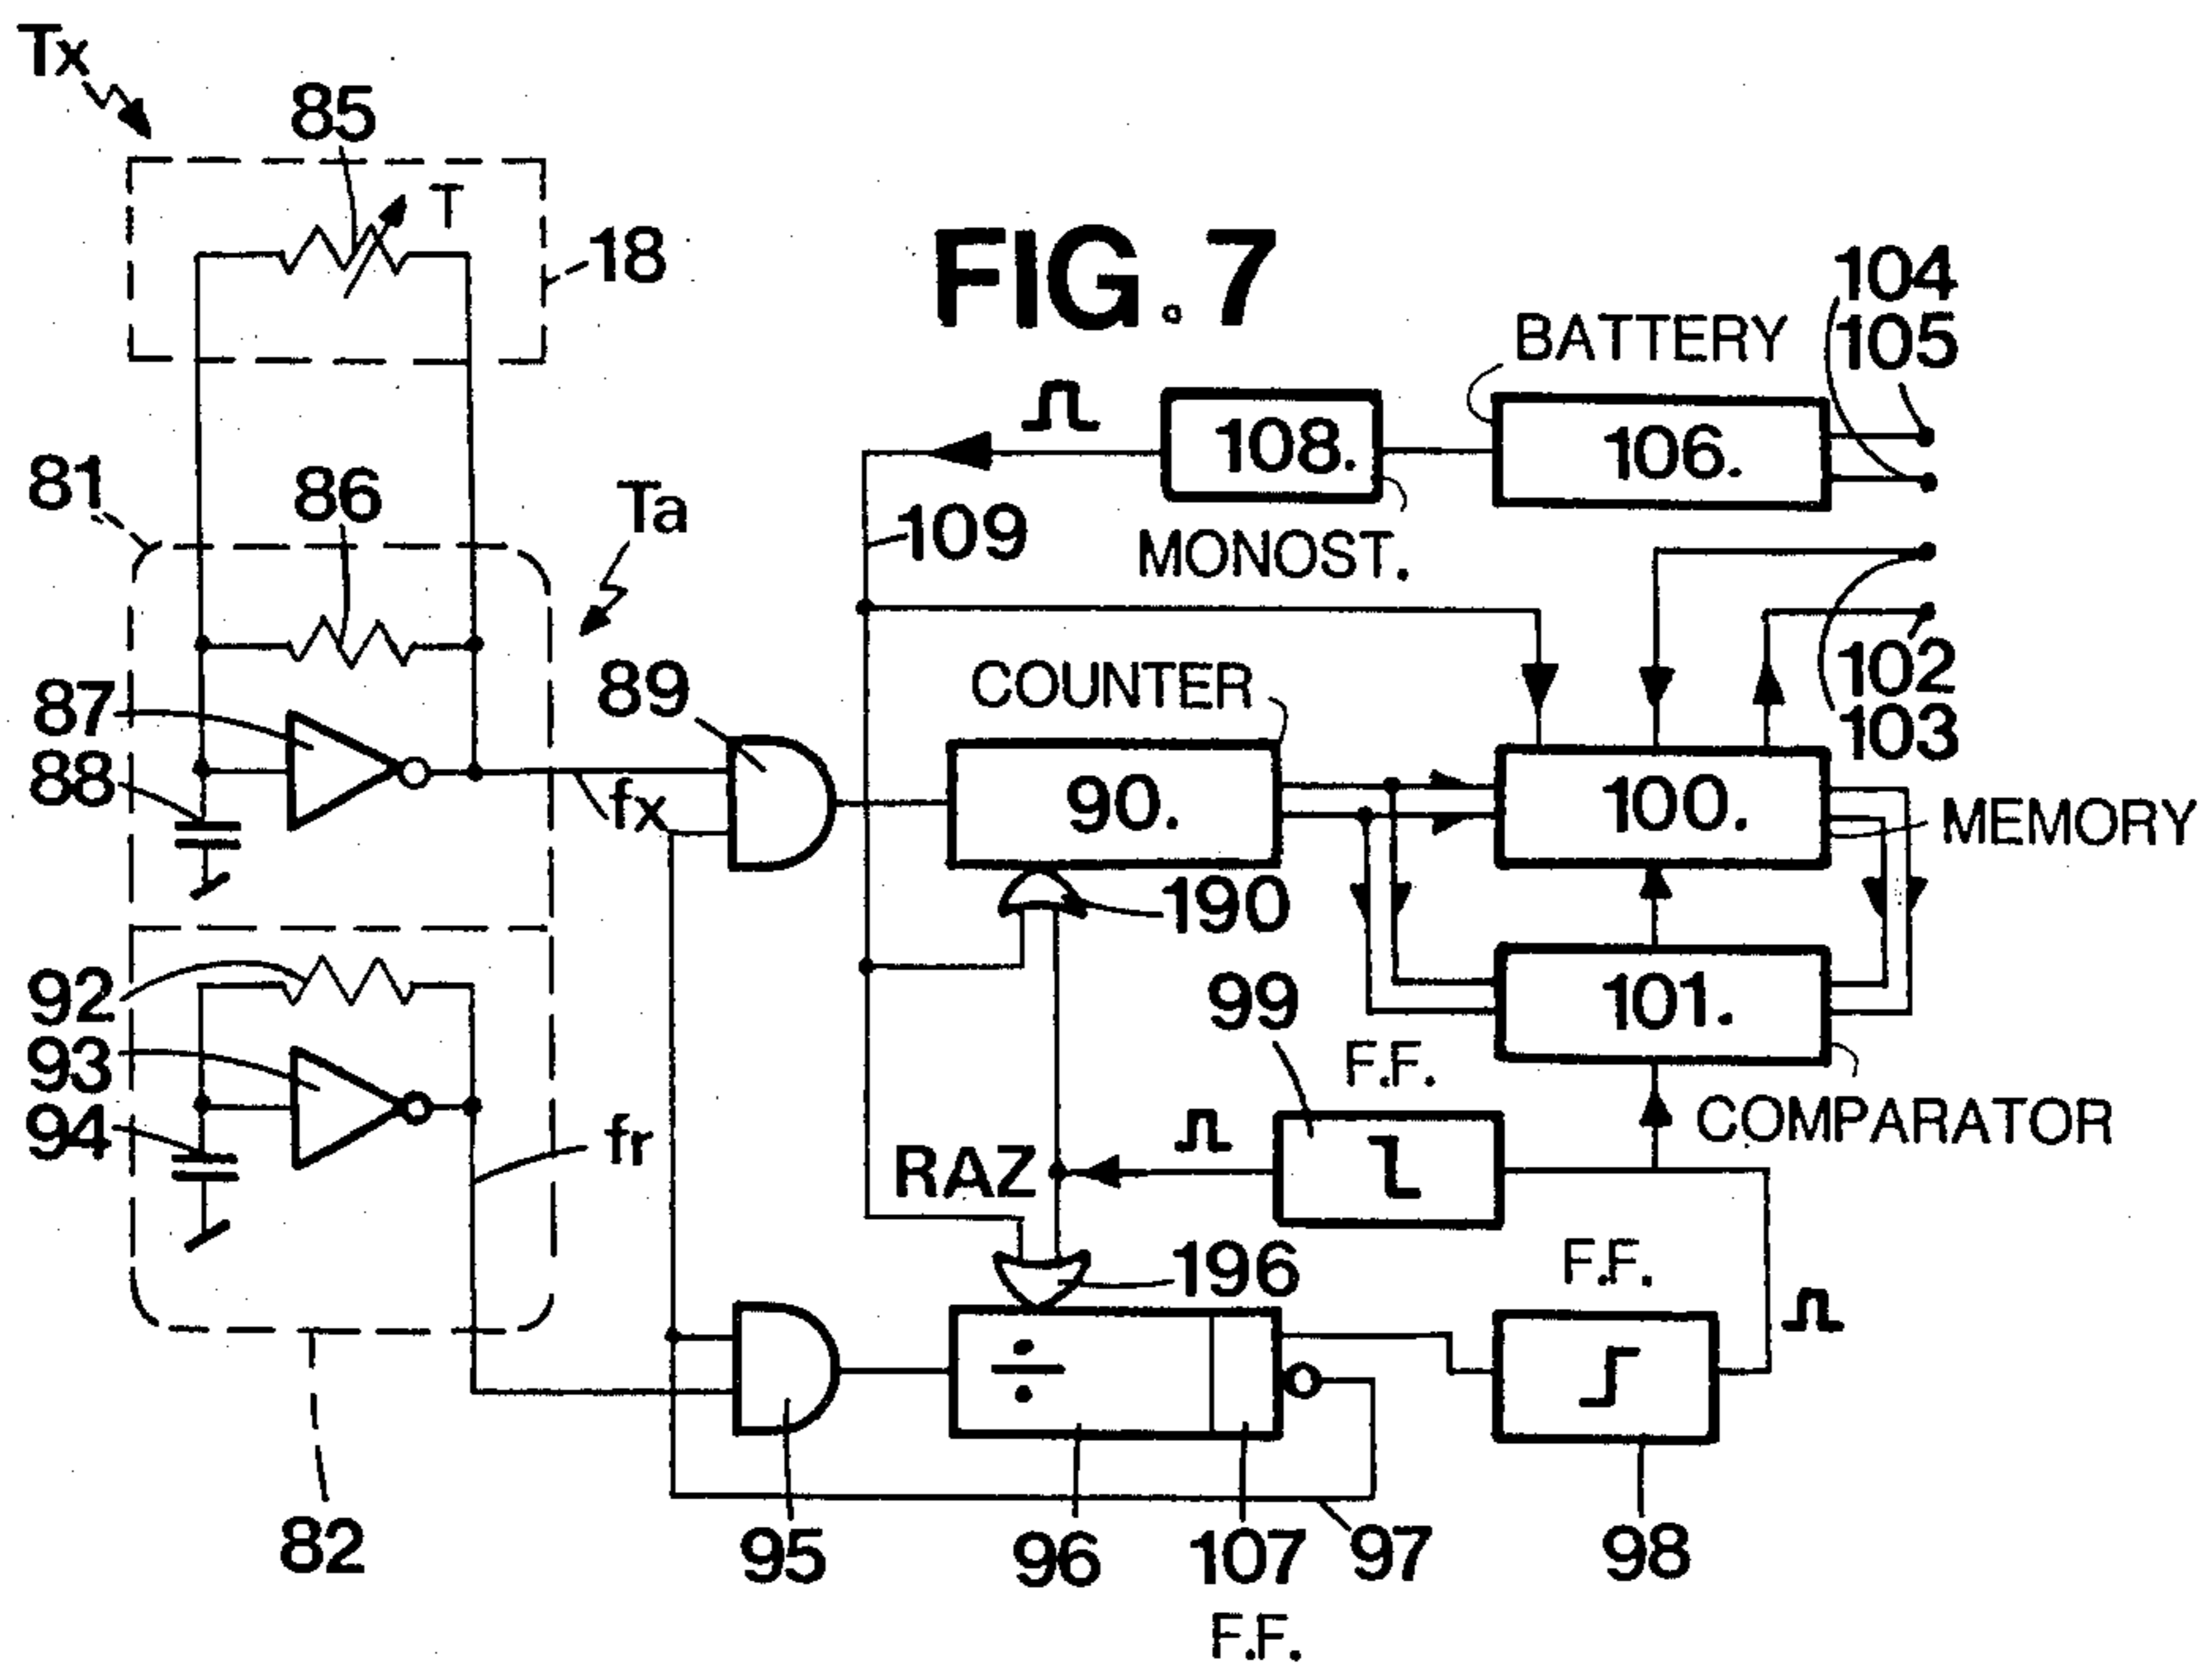 Tx
85
T
18
FIG. 7
104
BATTERY
105
108.
106.
81
86
Ta
109
MONOST.
102
103
89
COUNTER
87
88
fx
90.
100.
MEMORY
190
92
99
101.
93
F.F.
94
fr
COMPARATOR
RAZ
196
F.F.
82
95
96
107
97
98
F.F.